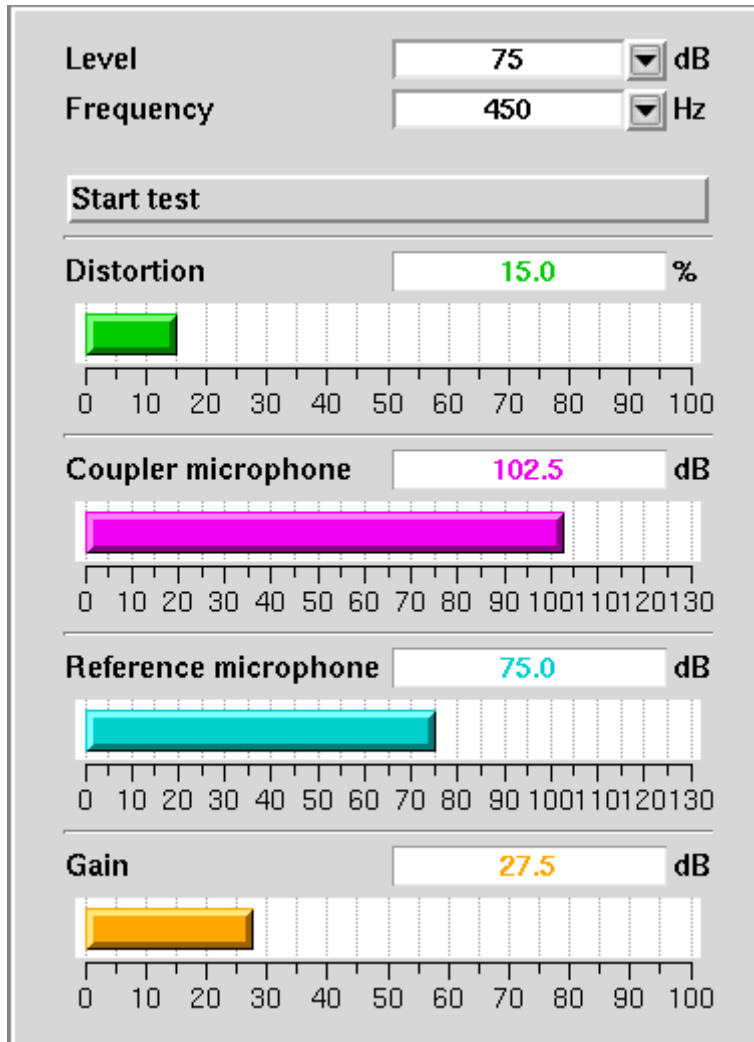 Level 75 dB
Frequency 450 Hz
Start test
Distortion 15.0 %
0 10 20 30 40 50 60 70 80 90 100
Coupler microphone 102.5 dB
0 10 20 30 40 50 60 70 80 90 100 110 120 130
Reference microphone 75.0 dB
0 10 20 30 40 50 60 70 80 90 100 110 120 130
Gain 27.5 dB
0 10 20 30 40 50 60 70 80 90 100